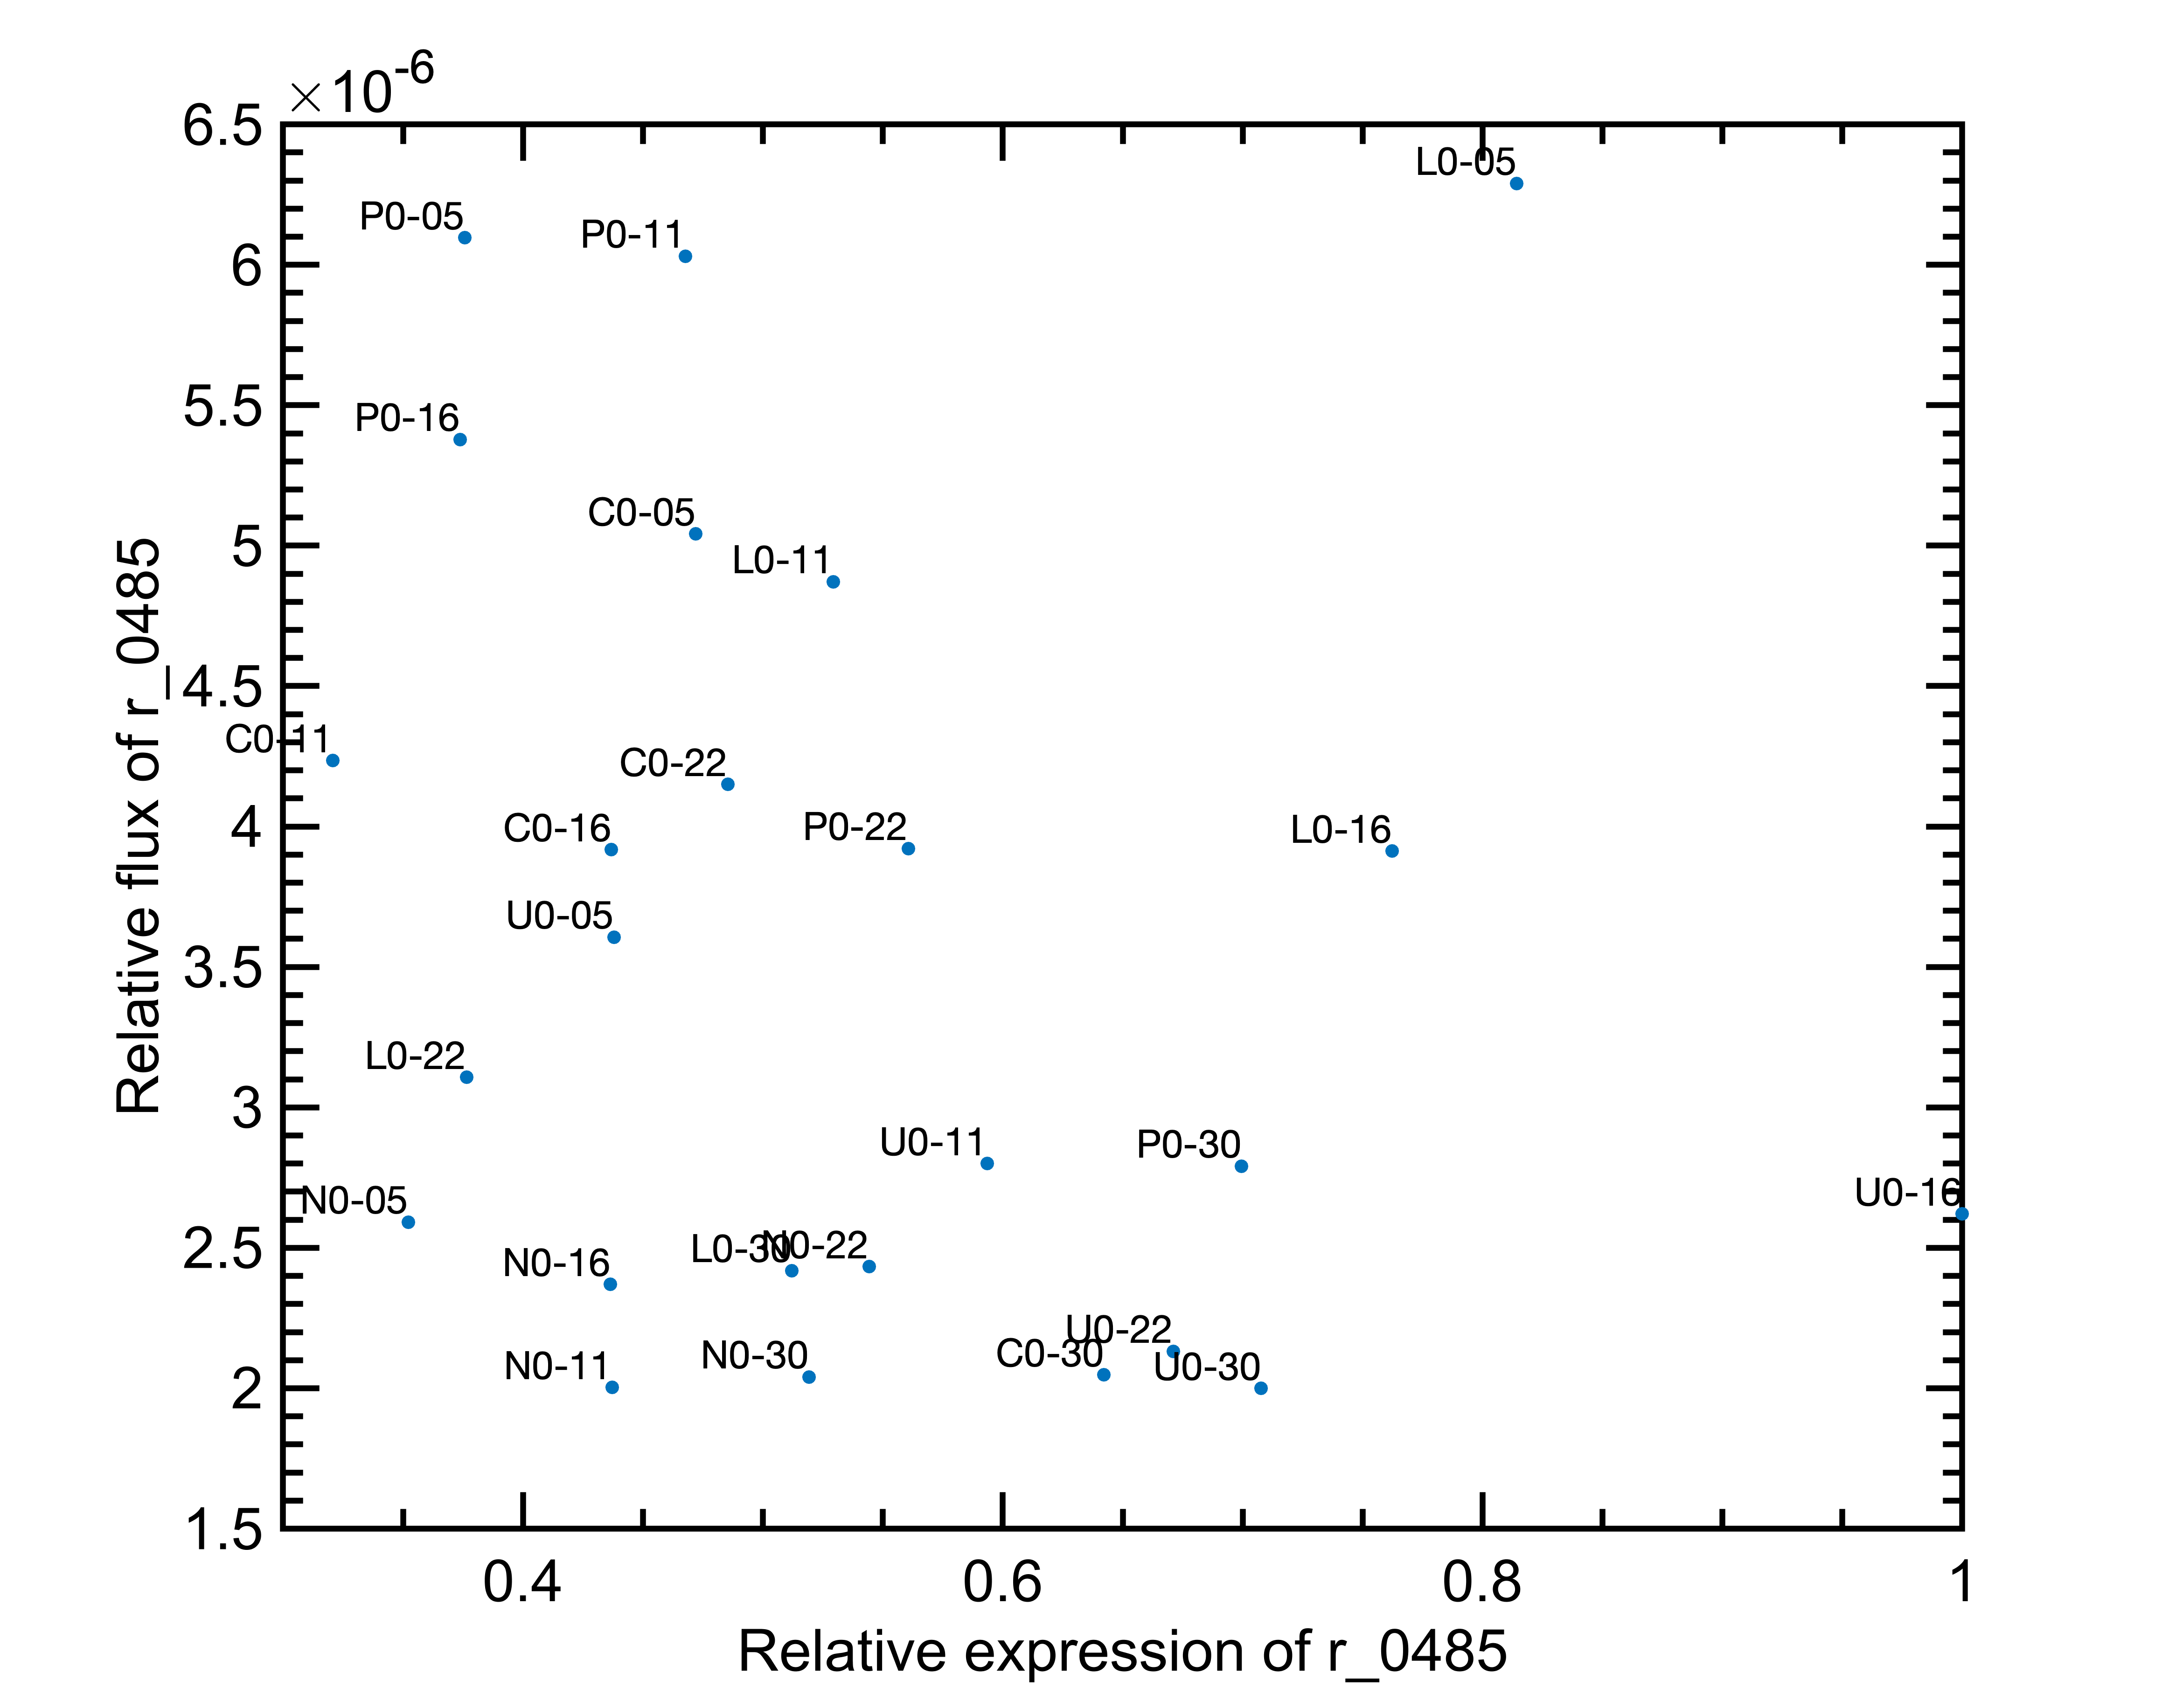 ×10-6
6.5
L0-05
P0-05
P0-11
6
5.5
P0-16
C0-05
5
L0-11
4.5
C0-11
C0-22
4
C0-16
P0-22
L0-16
U0-05
3.5
L0-22
3
U0-11
P0-30
N0-05
U0-16
2.5
N0-16
L0-30
N0-22
U0-22
C0-30
N0-30
N0-11
U0-30
2
1.5
0.4
0.6
0.8
1
Relative expression of r_0485
Relative flux of r_0485